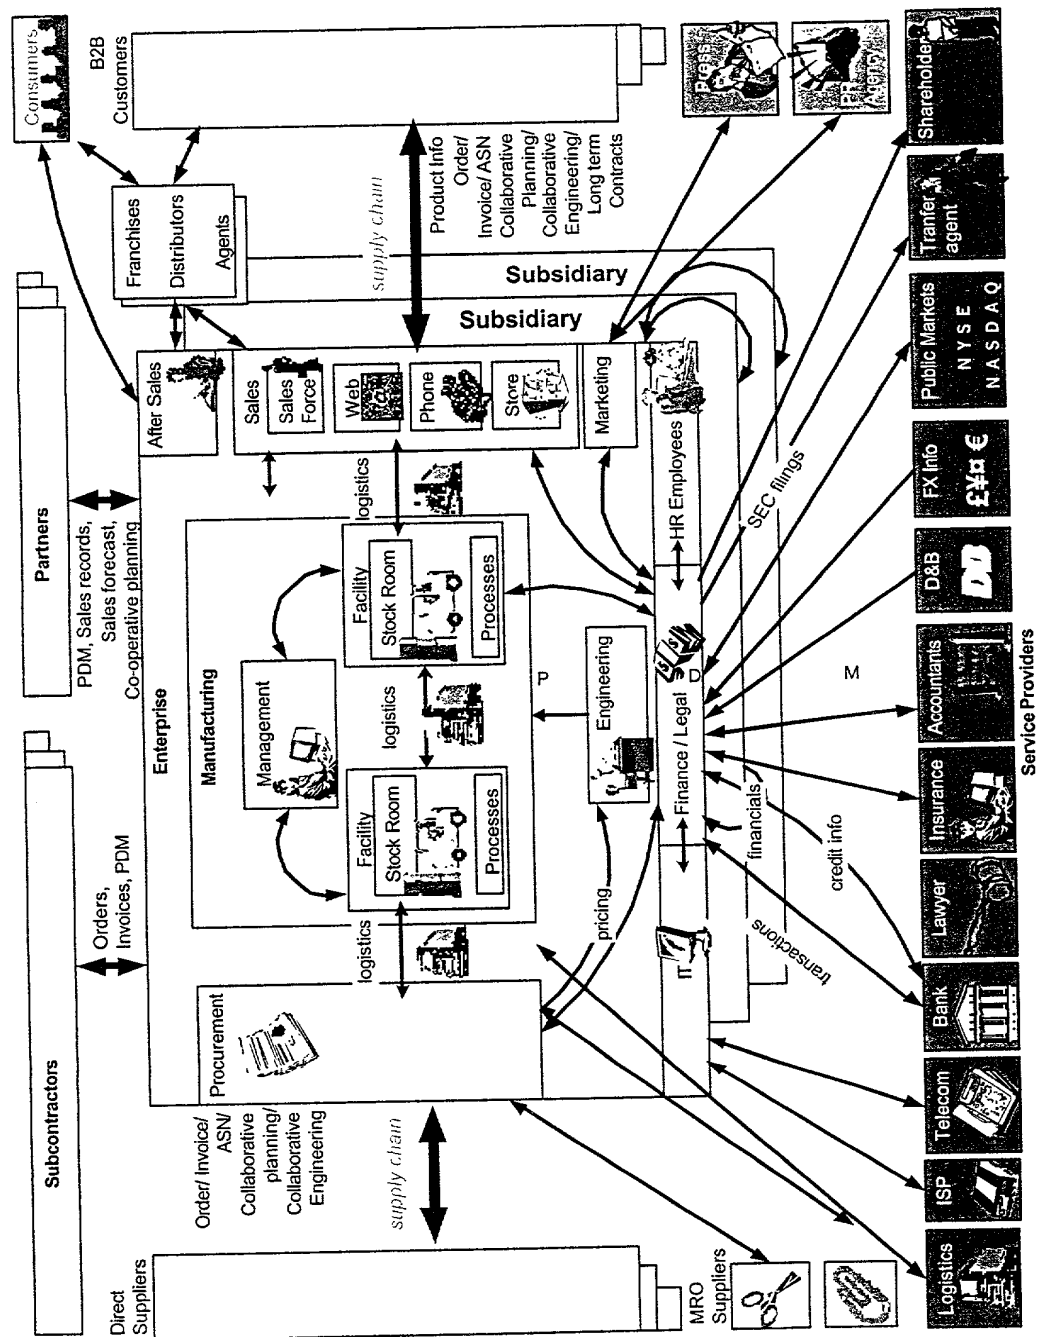 Subcontractors
Partners
Consumers
Orders,
Invoices, PDM
PDM, Sales records,
Sales forecast,
Co-operative planning
B2B
Customers
Direct
Suppliers
Enterprise
After Sales
Franchises
Distributors
Agents
Order/ Invoice/
ASN/
Collaborative
planning/
Collaborative
Engineering
supply chain
Procurement
Manufacturing
Management
Facility
Stock Room
Processes
Facility
Stock Room
Processes
logistics
logistics
logistics
Sales
Sales
Force
Web
@
Phone
Store
Marketing
supply chain
Product Info
Order/
Invoice/ ASN
Collaborative
Planning/
Collaborative
Engineering/
Long term
Contracts
Subsidiary
Subsidiary
P
Engineering
pricing
IT
Finance / Legal
$
$
D
HR Employees
MRO
Suppliers
Press
PR
Agency
transactions
financials
credit info
M
SEC filings
Logistics
ISP
Telecom
Bank
Lawyer
Insurance
Accountants
D&B
DB
FX Info
£¥¤ €
Public Markets
NYSE
NASDAQ
Tranfer
agent
Shareholder
Service Providers